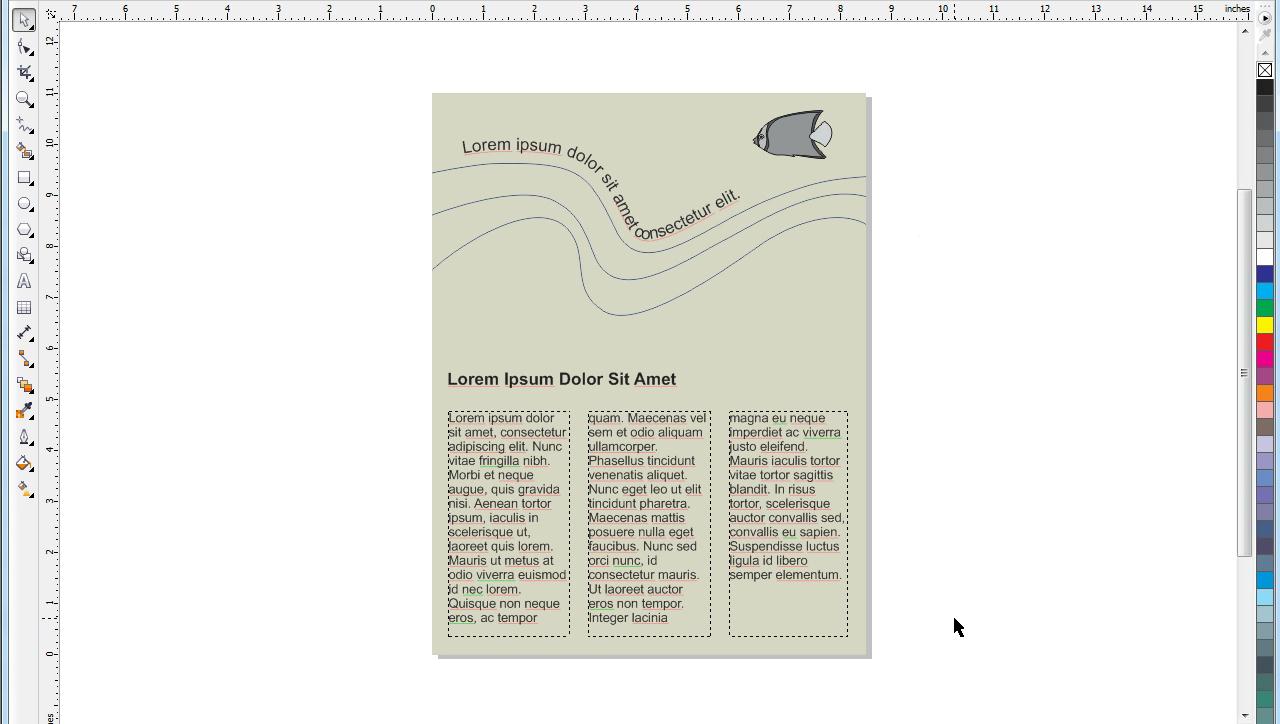 7 6 5 4 3 2 1 0 1 2 3 4 5 6 7 8 9 10 11 12 13 14 15 inches
12
11
10
9
8
7
6
5
4
3
2
1
0
Lorem ipsum dolor sit amet, consectetur elit.
Lorem Ipsum Dolor Sit Amet
Lorem ipsum dolor
sit amet, consectetur
adipiscing elit. Nunc
vitae fringilla nibh.
Morbi et neque
augue, quis gravida
nisi. Aenean tortor
ipsum, iaculis in
scelerisque ut,
laoreet quis lorem.
Mauris ut metus at
odio viverra euismod
id nec lorem.
Quisque non neque
eros, ac tempor
quam. Maecenas vel
sem et odio aliquam
ullamcorper.
Phasellus tincidunt
venenatis aliquet.
Nunc eget leo ut elit
tincidunt pharetra.
Maecenas mattis
posuere nulla eget
faucibus. Nunc sed
orci nunc, id
consectetur mauris.
Ut laoreet auctor
eros non tempor.
Integer lacinia
magna eu neque
imperdiet ac viverra
justo eleifend.
Mauris iaculis tortor
vitae tortor sagittis
blandit. In risus
tortor, scelerisque
auctor convallis sed,
convallis eu sapien.
Suspendisse luctus
ligula id libero
semper elementum.